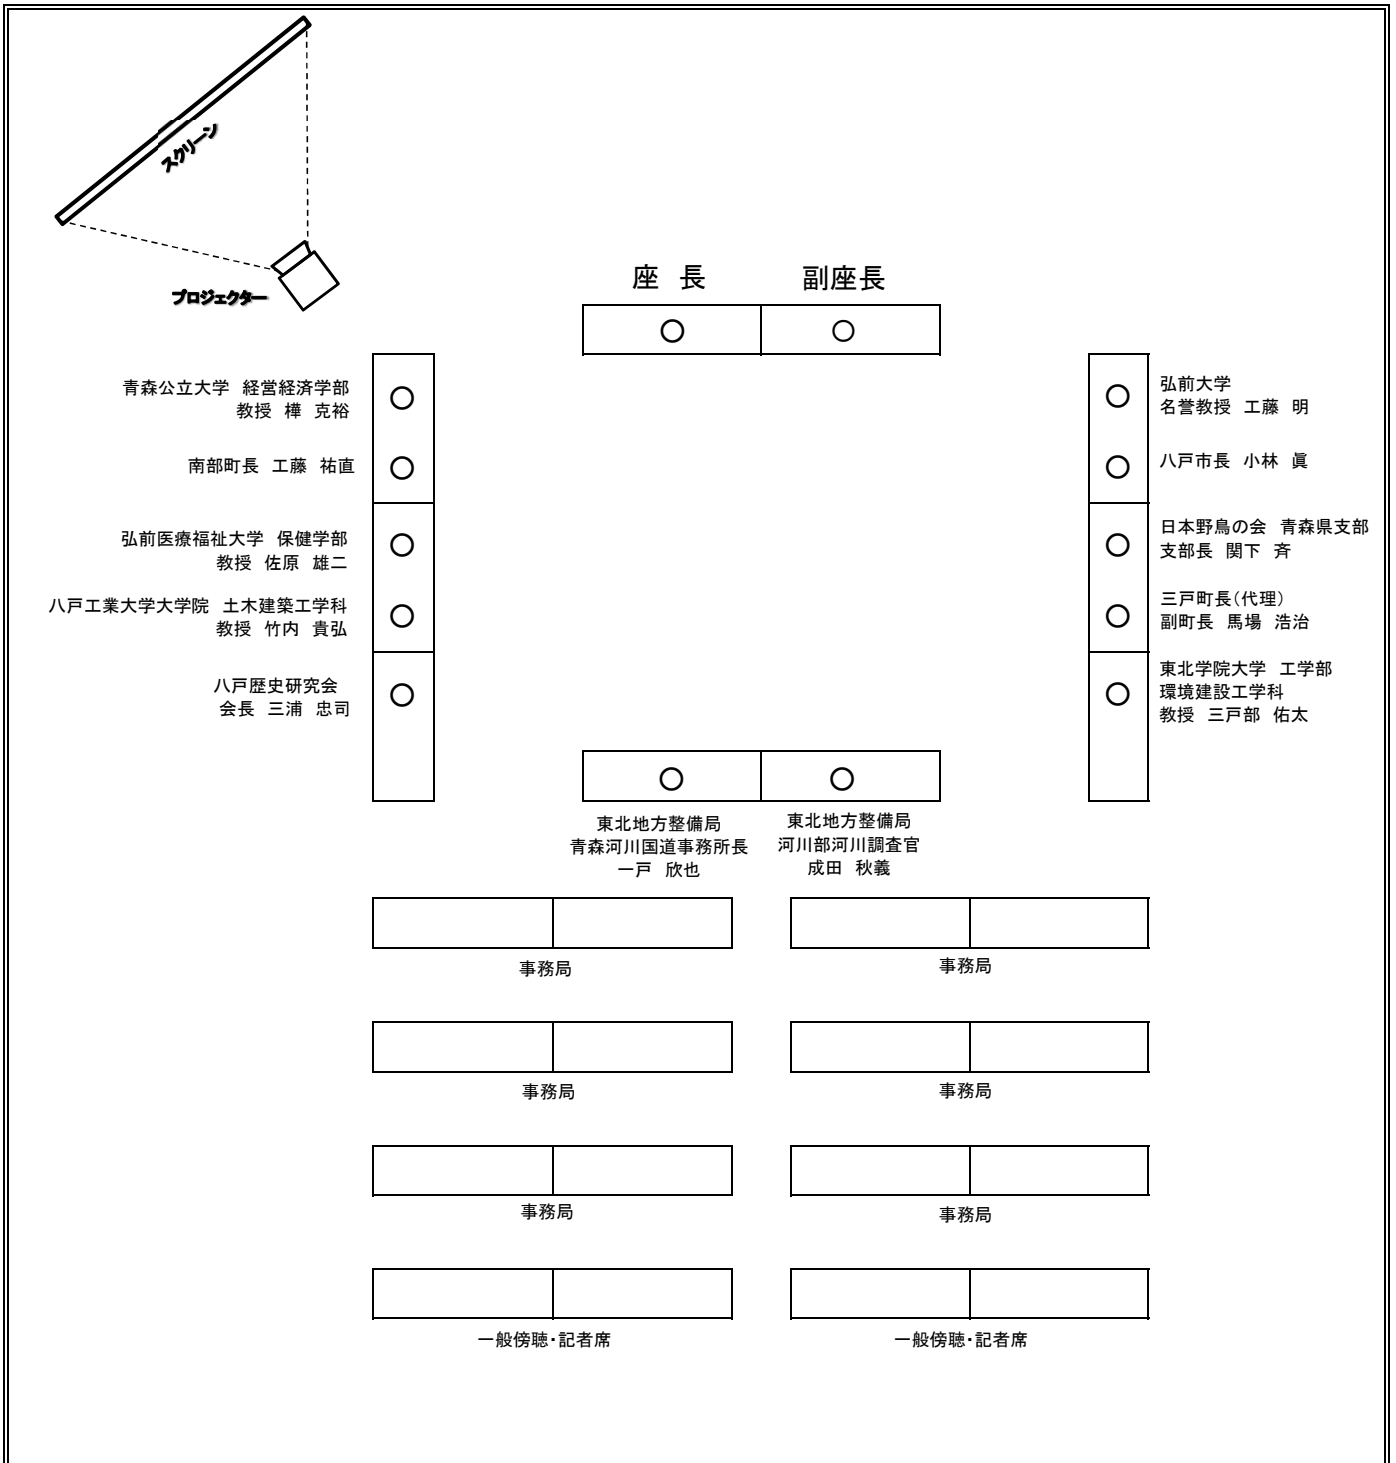 スクリーン
プロジェクター
座　長
副座長
青森公立大学　経営経済学部
教授　樺　克裕
南部町長　工藤　祐直
弘前医療福祉大学　保健学部
教授　佐原　雄二
八戸工業大学大学院　土木建築工学科
教授　竹内　貴弘
八戸歴史研究会
会長　三浦　忠司
弘前大学
名誉教授　工藤　明
八戸市長　小林　眞
日本野鳥の会　青森県支部
支部長　関下　斉
三戸町長(代理)
副町長　馬場　浩治
東北学院大学　工学部
環境建設工学科
教授　三戸部　佑太
東北地方整備局
青森河川国道事務所長
一戸　欣也
東北地方整備局
河川部河川調査官
成田　秋義
事務局
事務局
事務局
事務局
事務局
事務局
一般傍聴・記者席
一般傍聴・記者席